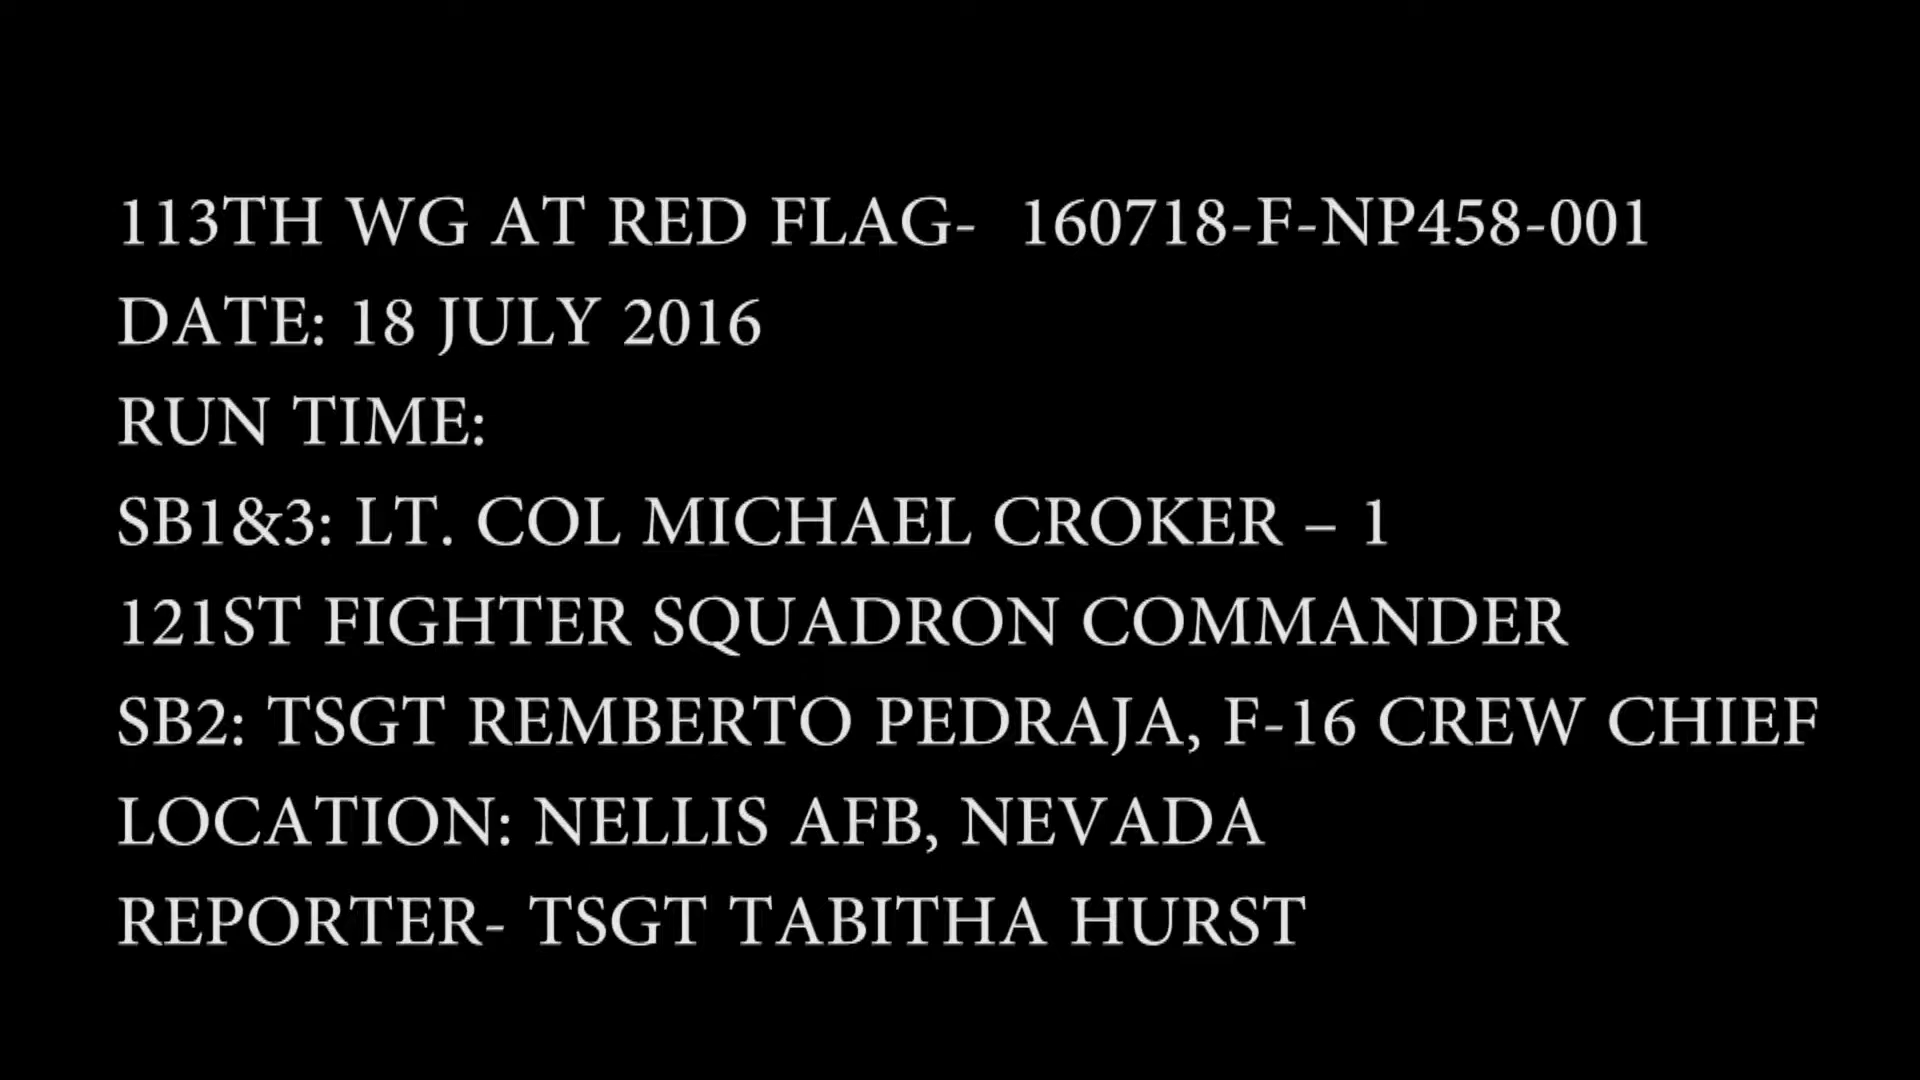 113TH WG AT RED FLAG-  160718-F-NP458-001
DATE: 18 JULY 2016
RUN TIME:
SB1&3: LT. COL MICHAEL CROKER – 1
121ST FIGHTER SQUADRON COMMANDER
SB2: TSGT REMBERTO PEDRAJA, F-16 CREW CHIEF
LOCATION: NELLIS AFB, NEVADA
REPORTER- TSGT TABITHA HURST